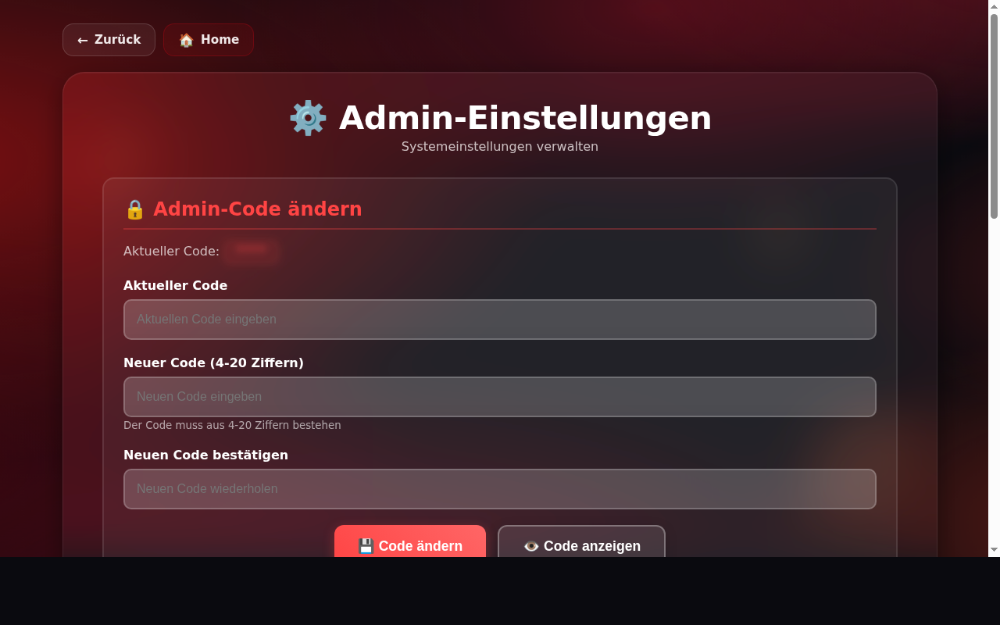 ← Zurück
🏠 Home
⚙️ Admin-Einstellungen
Systemeinstellungen verwalten
🔒 Admin-Code ändern
Aktueller Code:
Aktueller Code
Aktuellen Code eingeben
Neuer Code (4-20 Ziffern)
Neuen Code eingeben
Der Code muss aus 4-20 Ziffern bestehen
Neuen Code bestätigen
Neuen Code wiederholen
💾 Code ändern
👁️ Code anzeigen